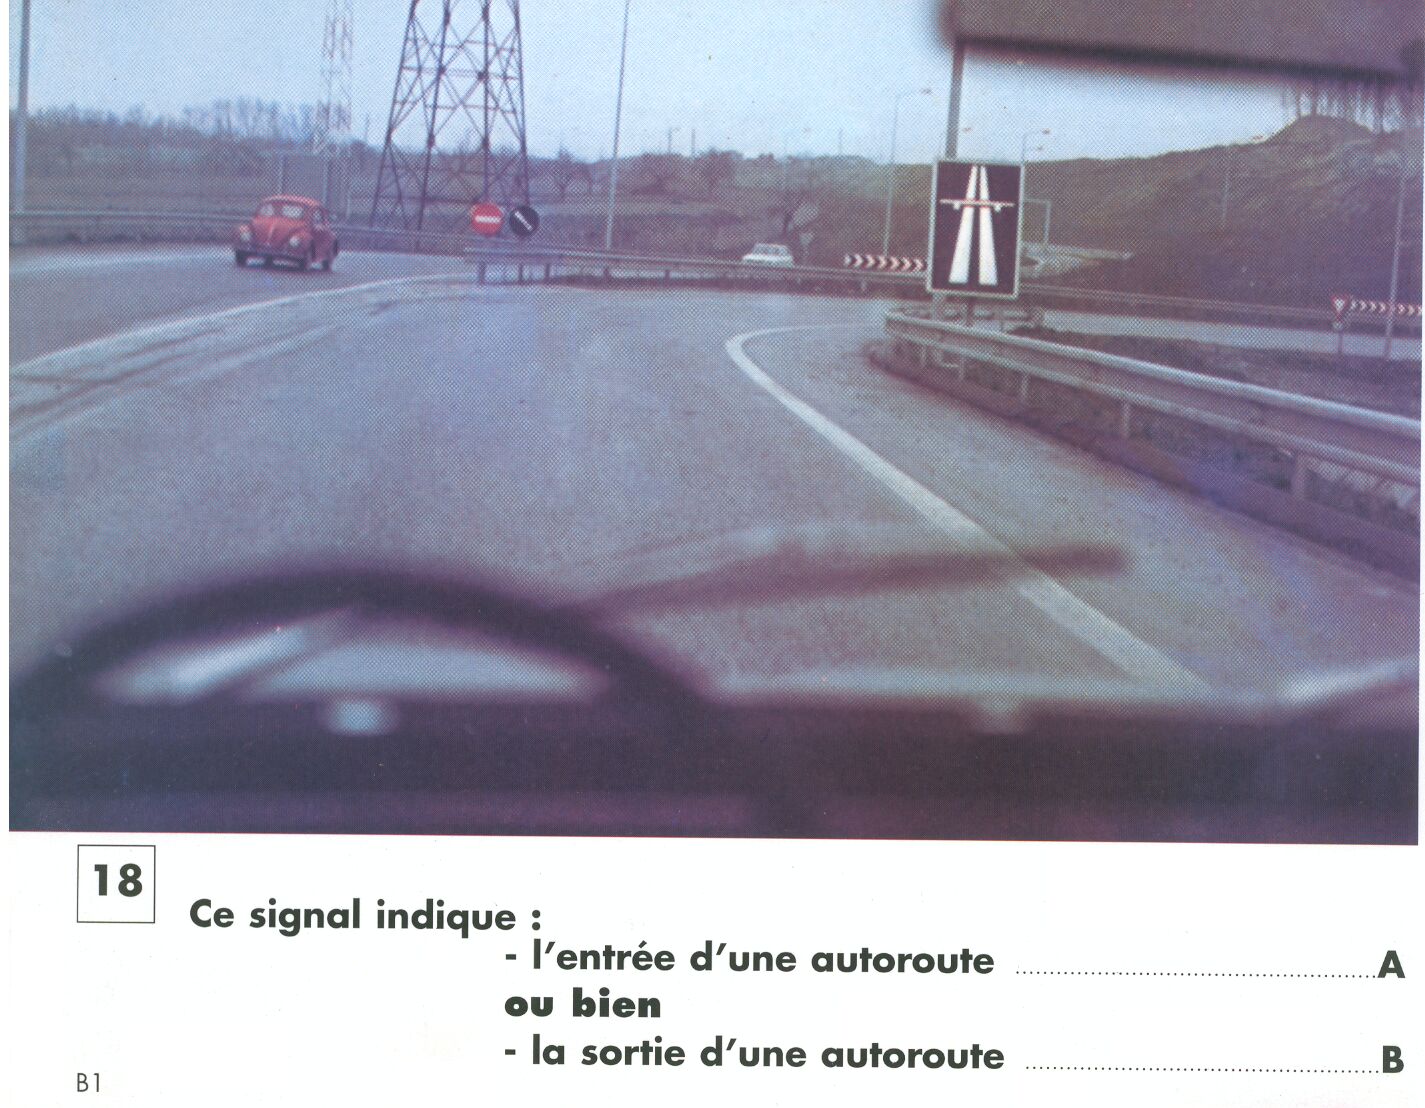 18
Ce signal indique :
- l'entrée d'une autoroute ........................................ A
ou bien
- la sortie d'une autoroute ........................................ B
B1